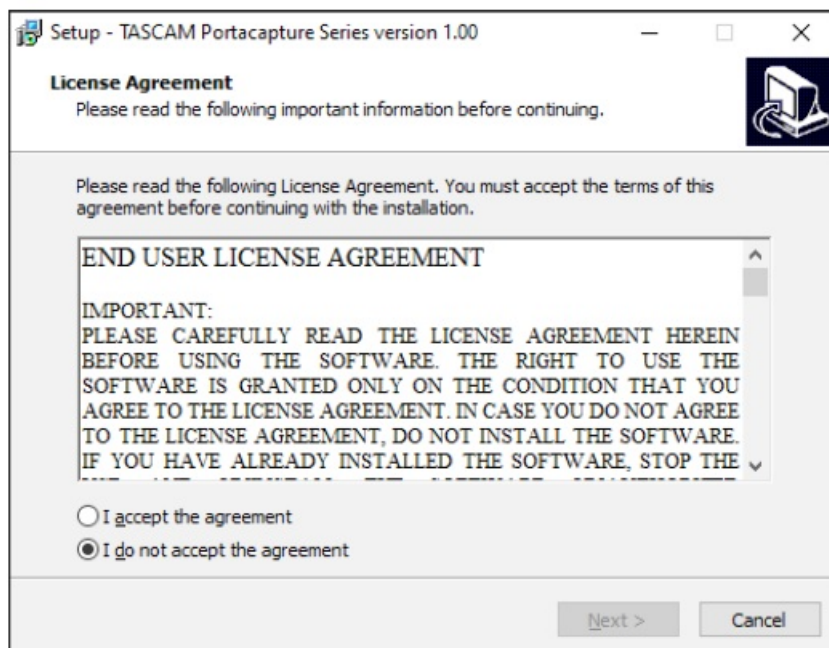 Setup - TASCAM Portacapture Series version 1.00
License Agreement
Please read the following important information before continuing.
Please read the following License Agreement. You must accept the terms of this
agreement before continuing with the installation.
END USER LICENSE AGREEMENT
IMPORTANT:
PLEASE CAREFULLY READ THE LICENSE AGREEMENT HEREIN
BEFORE USING THE SOFTWARE. THE RIGHT TO USE THE
SOFTWARE IS GRANTED ONLY ON THE CONDITION THAT YOU
AGREE TO THE LICENSE AGREEMENT. IN CASE YOU DO NOT AGREE
TO THE LICENSE AGREEMENT, DO NOT INSTALL THE SOFTWARE.
IF YOU HAVE ALREADY INSTALLED THE SOFTWARE, STOP THE
I accept the agreement
I do not accept the agreement
Next >
Cancel